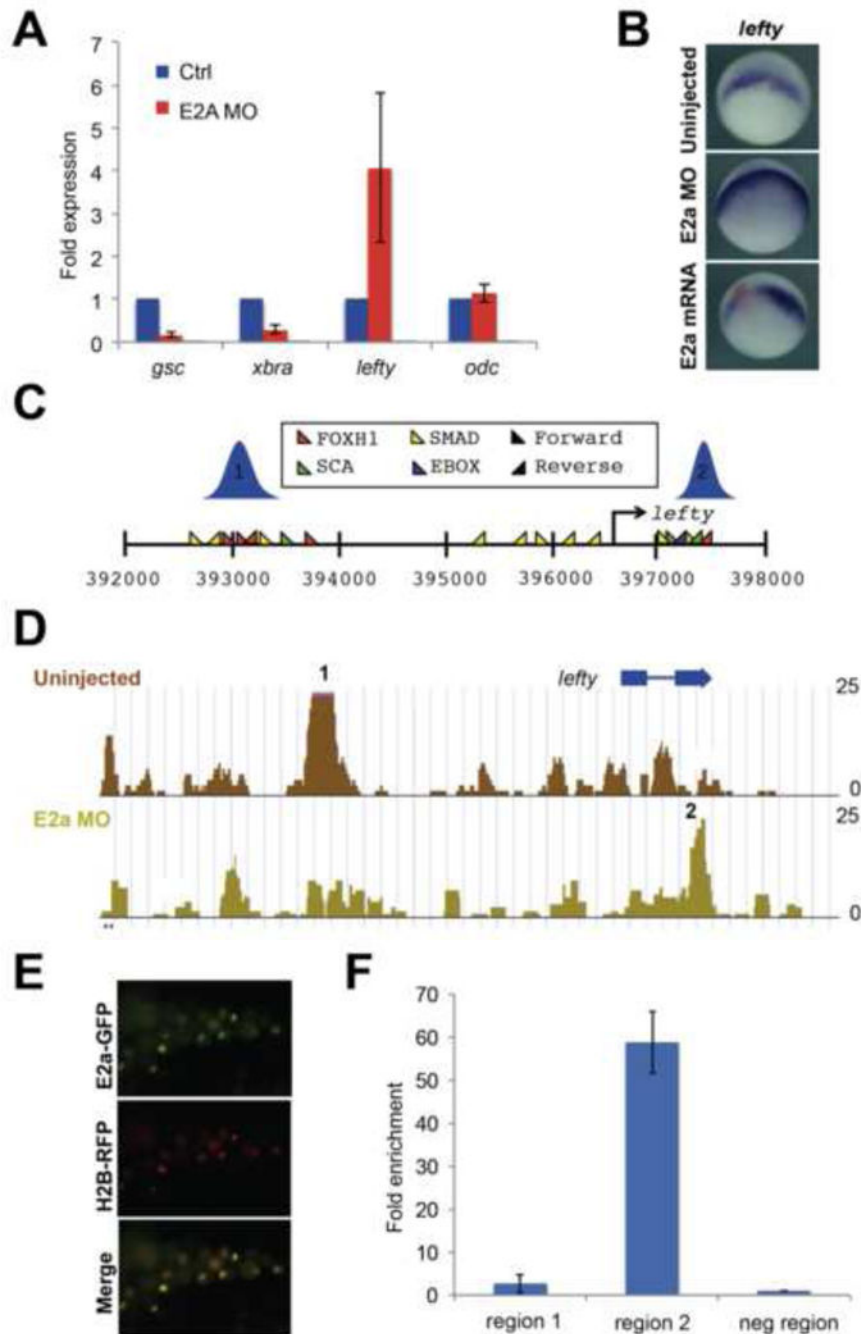 A
7
6
5
4
3
2
1
0
Fold expression
Ctrl
E2A MO
gsc xbra lefty odc
B
lefty
Uninjected
E2a MO
E2a mRNA
C
1
FOXH1 SMAD Forward
SCA EBOX Reverse
2
lefty
392000 393000 394000 395000 396000 397000 398000
D
Uninjected
1
lefty
25
0
E2a MO
2
25
0
E
E2a-GFP
H2B-RFP
Merge
F
70
60
50
40
30
20
10
0
Fold enrichment
region 1 region 2 neg region